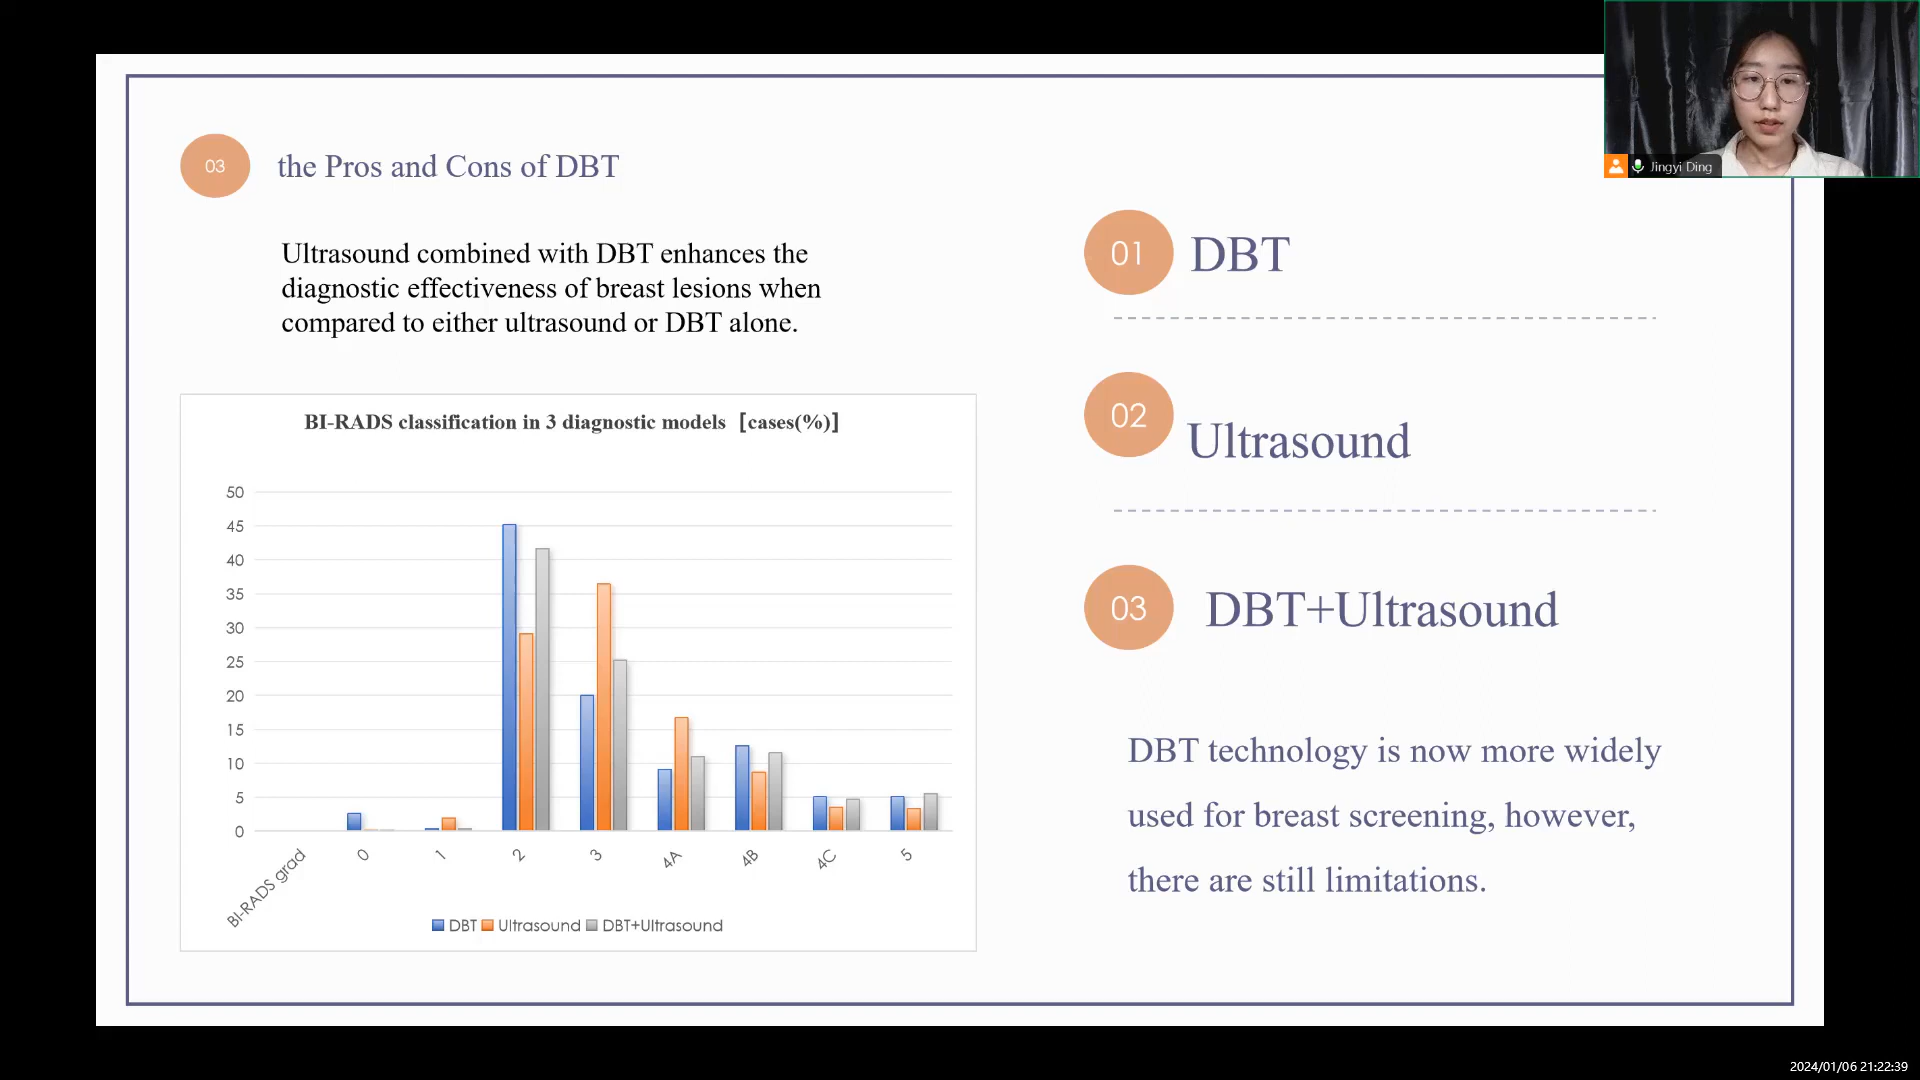 Jingyi Ding
03
the Pros and Cons of DBT
Ultrasound combined with DBT enhances the
diagnostic effectiveness of breast lesions when
compared to either ultrasound or DBT alone.
BI-RADS classification in 3 diagnostic models [cases(%)]
50
45
40
35
30
25
20
15
10
5
0
BI-RADS grad
0
1
2
3
4A
4B
4C
5
DBT
Ultrasound
DBT+Ultrasound
01
DBT
02
Ultrasound
03
DBT+Ultrasound
DBT technology is now more widely
used for breast screening, however,
there are still limitations.
2024/01/06 21:22:39